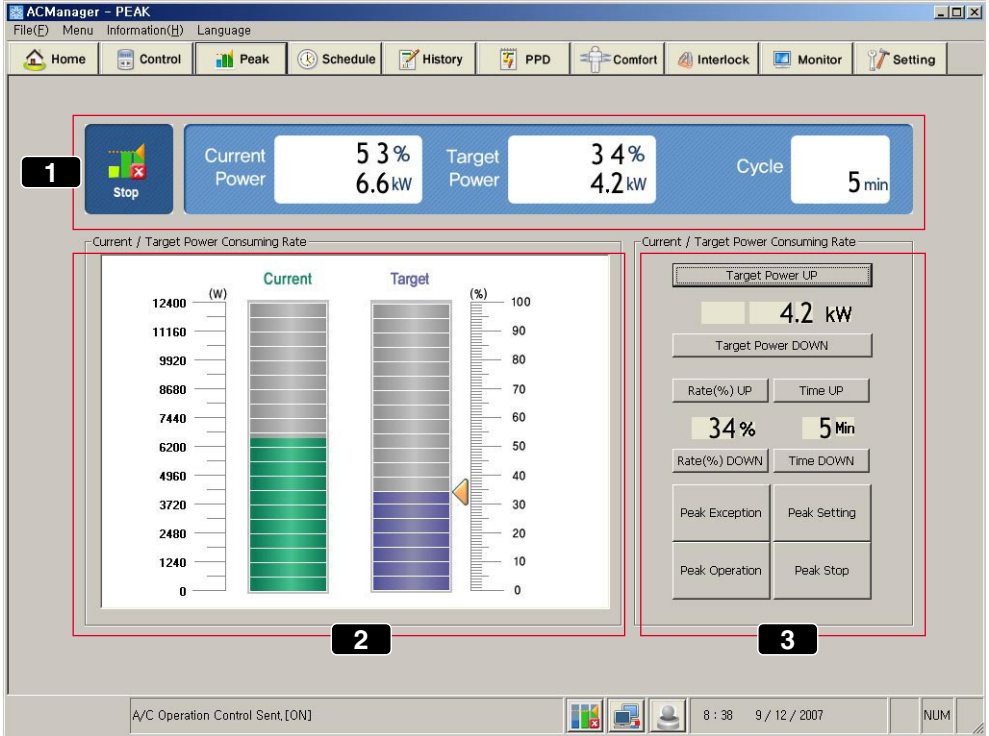 ACManager - PEAK
File(F) Menu Information(H) Language
Home Control Peak Schedule History PPD Comfort Interlock Monitor Setting
1
Stop
Current Power 53% 6.6kW
Target Power 34% 4.2kW
Cycle 5min
Current / Target Power Consuming Rate
Current Target
(W) (%)
12400 100
11160 90
9920 80
8680 70
7440 60
6200 50
4960 40
3720 30
2480 20
1240 10
0 0
2
Current / Target Power Consuming Rate
Target Power UP
4.2 kW
Target Power DOWN
Rate(%) UP Time UP
34% 5 Min
Rate(%) DOWN Time DOWN
Peak Exception Peak Setting
Peak Operation Peak Stop
3
A/C Operation Control Sent,[ON] 8 : 38 9 / 12 / 2007 NUM